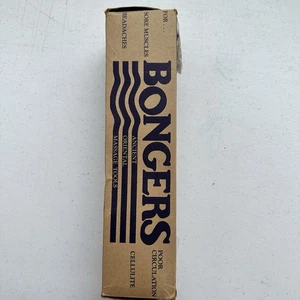 FOR...
SORE MUSCLES
HEADACHES
BONGERS
ANCIENT
ORIENTAL
MASSAGE TOOLS
POOR
CIRCULATION
CELLULITE